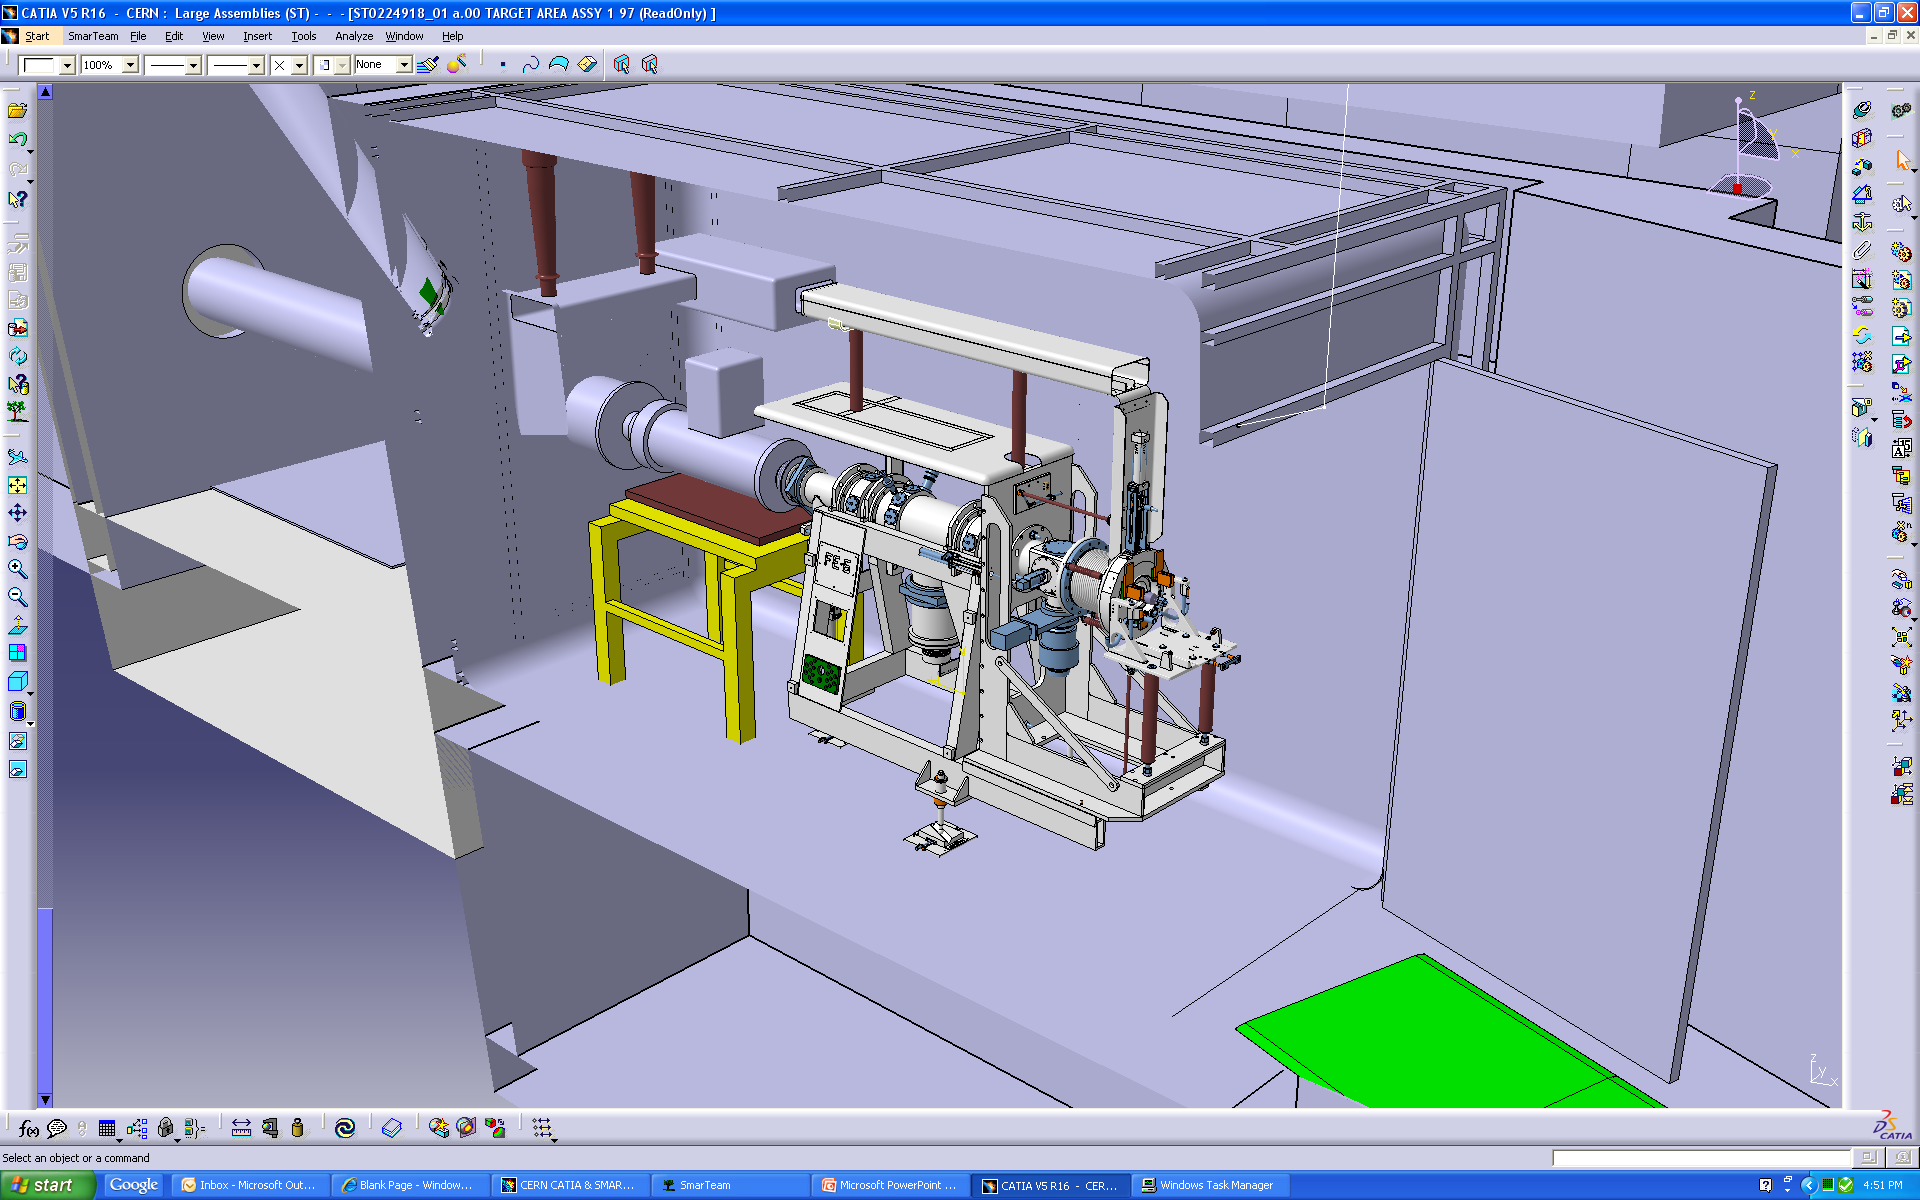 CATIA V5 R16 - CERN : Large Assemblies (ST) - - - [ST0224918_01 a.00 TARGET AREA ASSY 1 97 (ReadOnly) ]
Start SmarTeam File Edit View Insert Tools Analyze Window Help
100% None
z
Y
x
FE-6
z
y
x
f(x)
DS
CATIA
Select an object or a command
start Google Inbox - Microsoft Out... Blank Page - Window... CERN CATIA & SMAR... SmarTeam Microsoft PowerPoint ... CATIA V5 R16 - CER... Windows Task Manager 4:51 PM